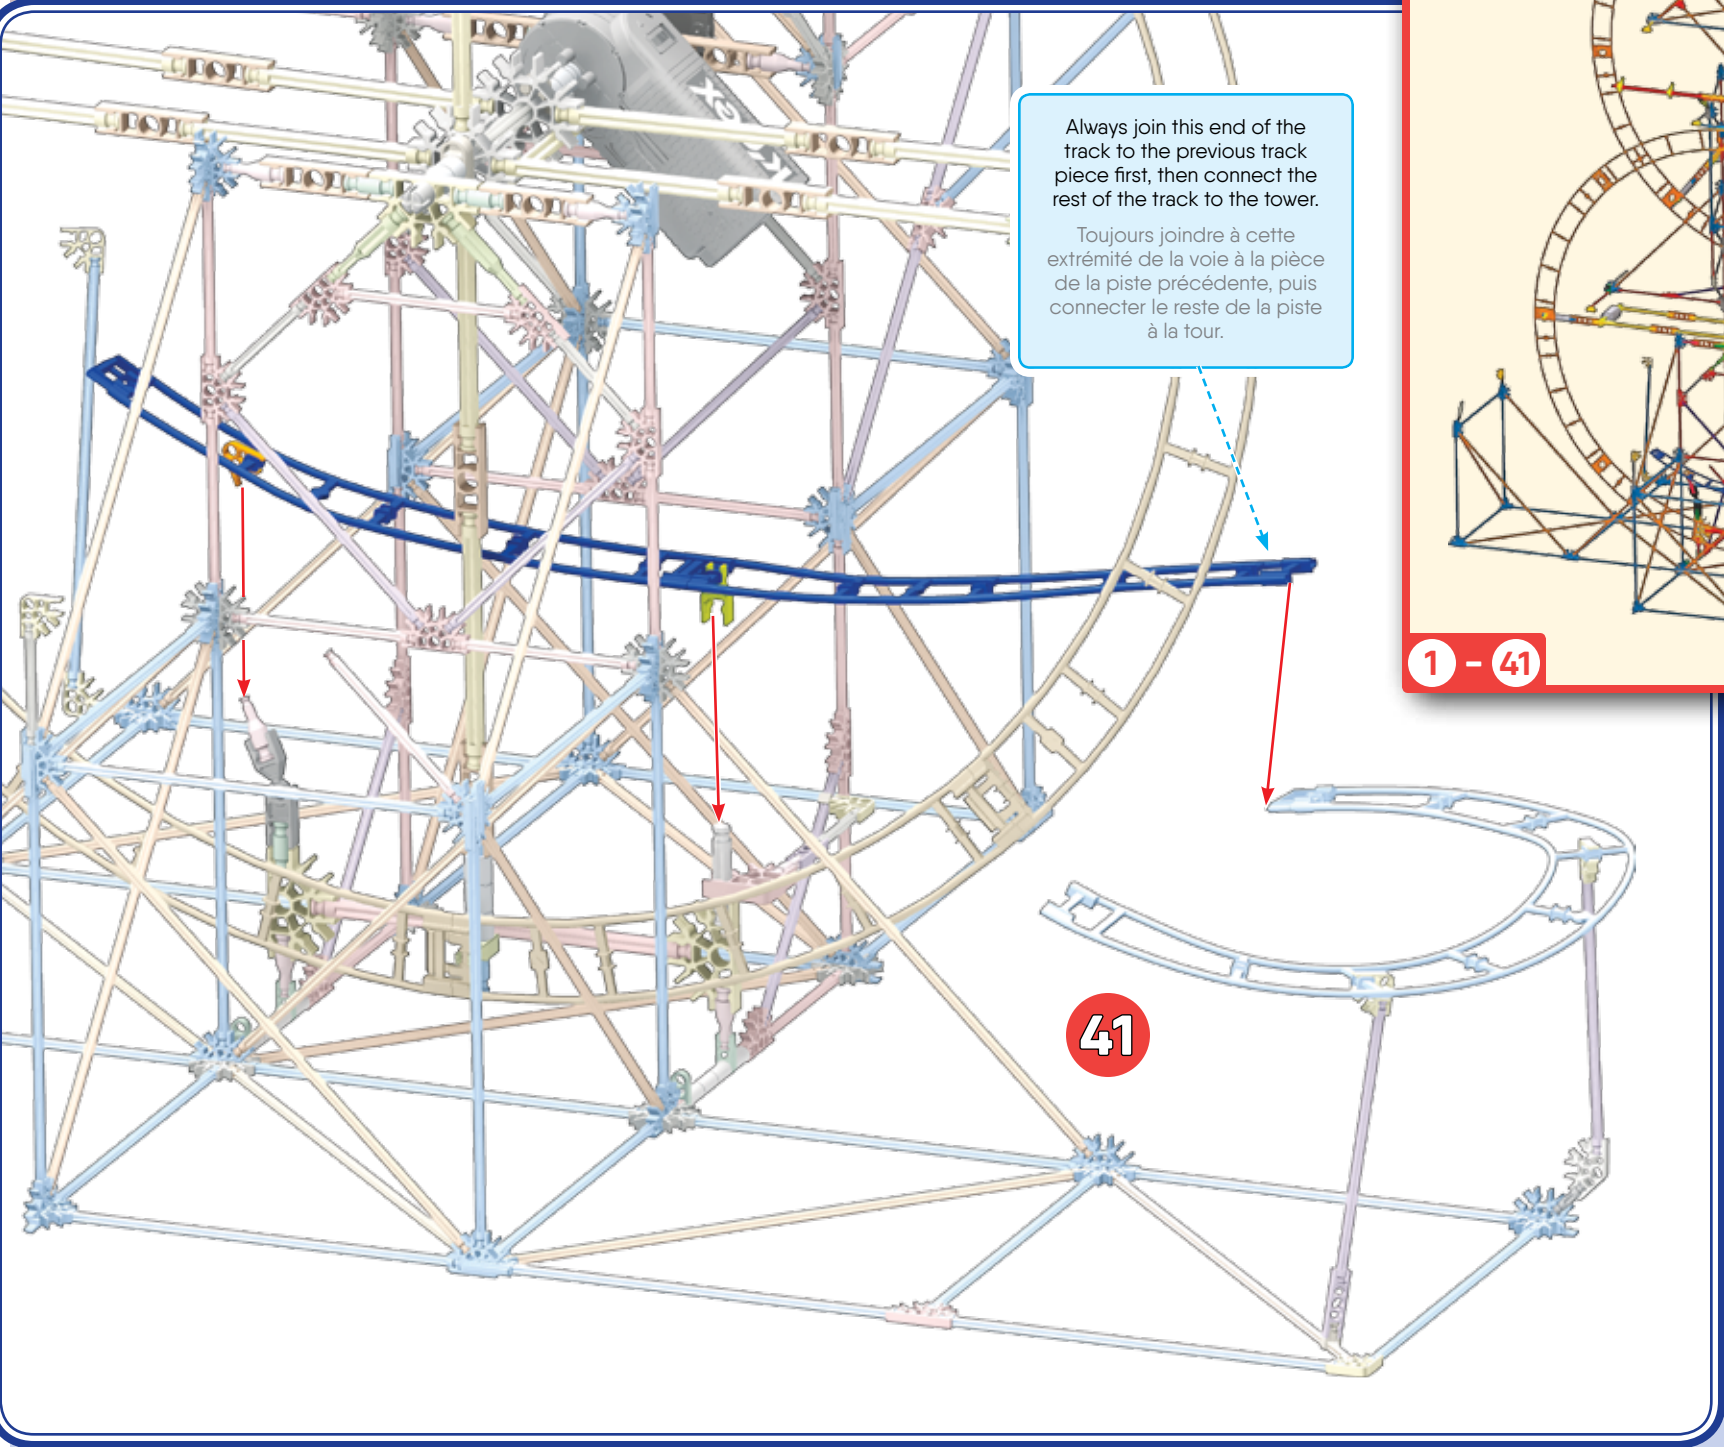 Always join this end of the
track to the previous track
piece first, then connect the
rest of the track to the tower.
Toujours joindre à cette
extrémité de la voie à la pièce
de la piste précédente, puis
connecter le reste de la piste
à la tour.
1 - 41
41